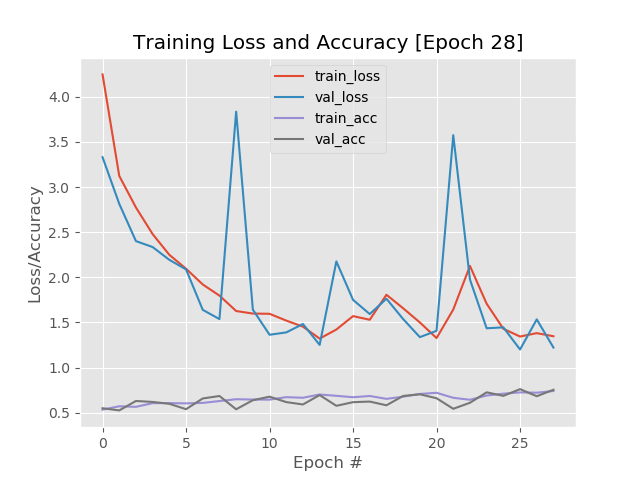 Training Loss and Accuracy [Epoch 28]
train_loss
val_loss
train_acc
val_acc
Loss/Accuracy
4.0
3.5
3.0
2.5
2.0
1.5
1.0
0.5
0 5 10 15 20 25
Epoch #